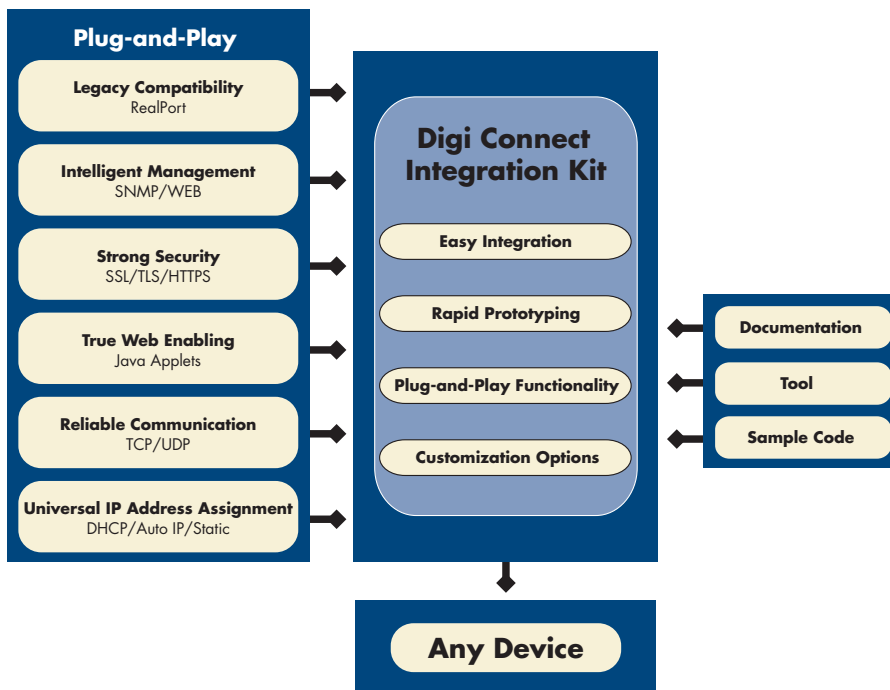 Plug-and-Play
Legacy Compatibility
RealPort
Intelligent Management
SNMP/WEB
Strong Security
SSL/TLS/HTTPS
True Web Enabling
Java Applets
Reliable Communication
TCP/UDP
Universal IP Address Assignment
DHCP/Auto IP/Static
Digi Connect
Integration Kit
Easy Integration
Rapid Prototyping
Plug-and-Play Functionality
Customization Options
Documentation
Tool
Sample Code
Any Device